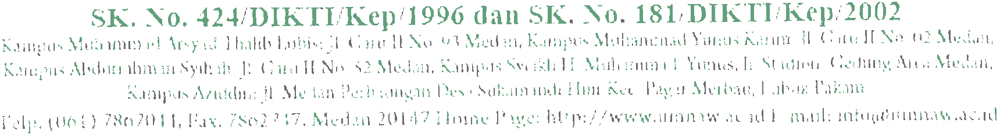 SK. No. 424/DIKTI/Kep/1996 dan SK. No. 181/DIKTI/Kep/2002
Kampus Muhammad Arsyad Thalib Lubis: Jl. Garu II No. 93 Medan, Kampus Muhammad Yunus Karim: Jl. Garu II No. 02 Medan,
Kampus Abdurrahman Syihab: Jl. Garu II No. 52 Medan, Kampus Syeikh H. Muhammad Yunus, Jl. Stadion Gedung Arca Medan,
Kampus Azuddin: Jl. Medan Perbaungan Desa Sukamandi Hilir Kec. Pagar Merbau, Lubuk Pakam
Telp. (061) 7867044, Fax. 7862747, Medan 20147 Home Page: http://www.umnaw.ac.id E-mail: info@umnaw.ac.id